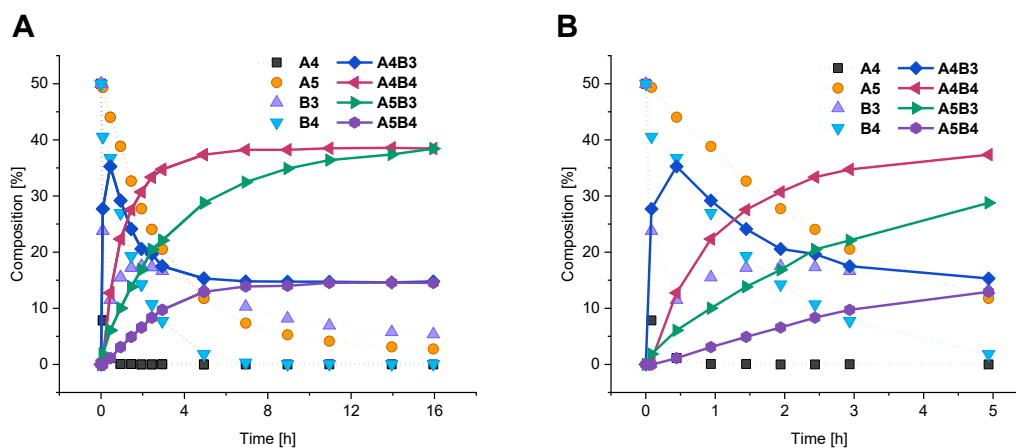 A
A4 A4B3
A5 A4B4
B3 A5B3
B4 A5B4
Composition [%]
50
40
30
20
10
0
0 4 8 12 16
Time [h]
B
A4 A4B3
A5 A4B4
B3 A5B3
B4 A5B4
Composition [%]
50
40
30
20
10
0
0 1 2 3 4 5
Time [h]